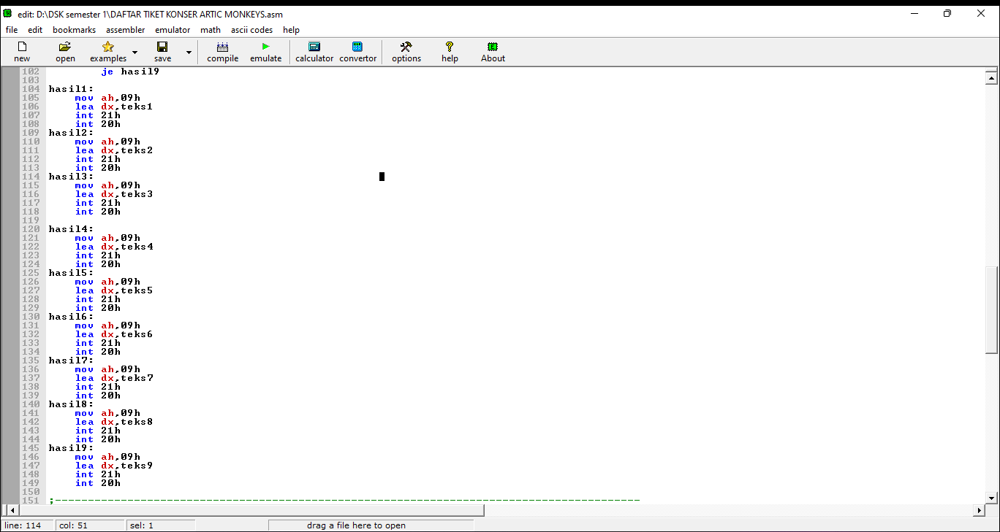 edit: D:\DSK semester 1\DAFTAR TIKET KONSER ARTIC MONKEYS.asm
file edit bookmarks assembler emulator math ascii codes help
new open examples save compile emulate calculator convertor options help About
102 je hasil9
103
104 hasil1:
105 mov ah,09h
106 lea dx,teks1
107 int 21h
108 int 20h
109 hasil2:
110 mov ah,09h
111 lea dx,teks2
112 int 21h
113 int 20h
114 hasil3:
115 mov ah,09h
116 lea dx,teks3
117 int 21h
118 int 20h
119
120 hasil4:
121 mov ah,09h
122 lea dx,teks4
123 int 21h
124 int 20h
125 hasil5:
126 mov ah,09h
127 lea dx,teks5
128 int 21h
129 int 20h
130 hasil6:
131 mov ah,09h
132 lea dx,teks6
133 int 21h
134 int 20h
135 hasil7:
136 mov ah,09h
137 lea dx,teks7
138 int 21h
139 int 20h
140 hasil8:
141 mov ah,09h
142 lea dx,teks8
143 int 21h
144 int 20h
145 hasil9:
146 mov ah,09h
147 lea dx,teks9
148 int 21h
149 int 20h
150
151 ;-----------------------------------------------------------------------------------------
line: 114 col: 51 sel: 1 drag a file here to open